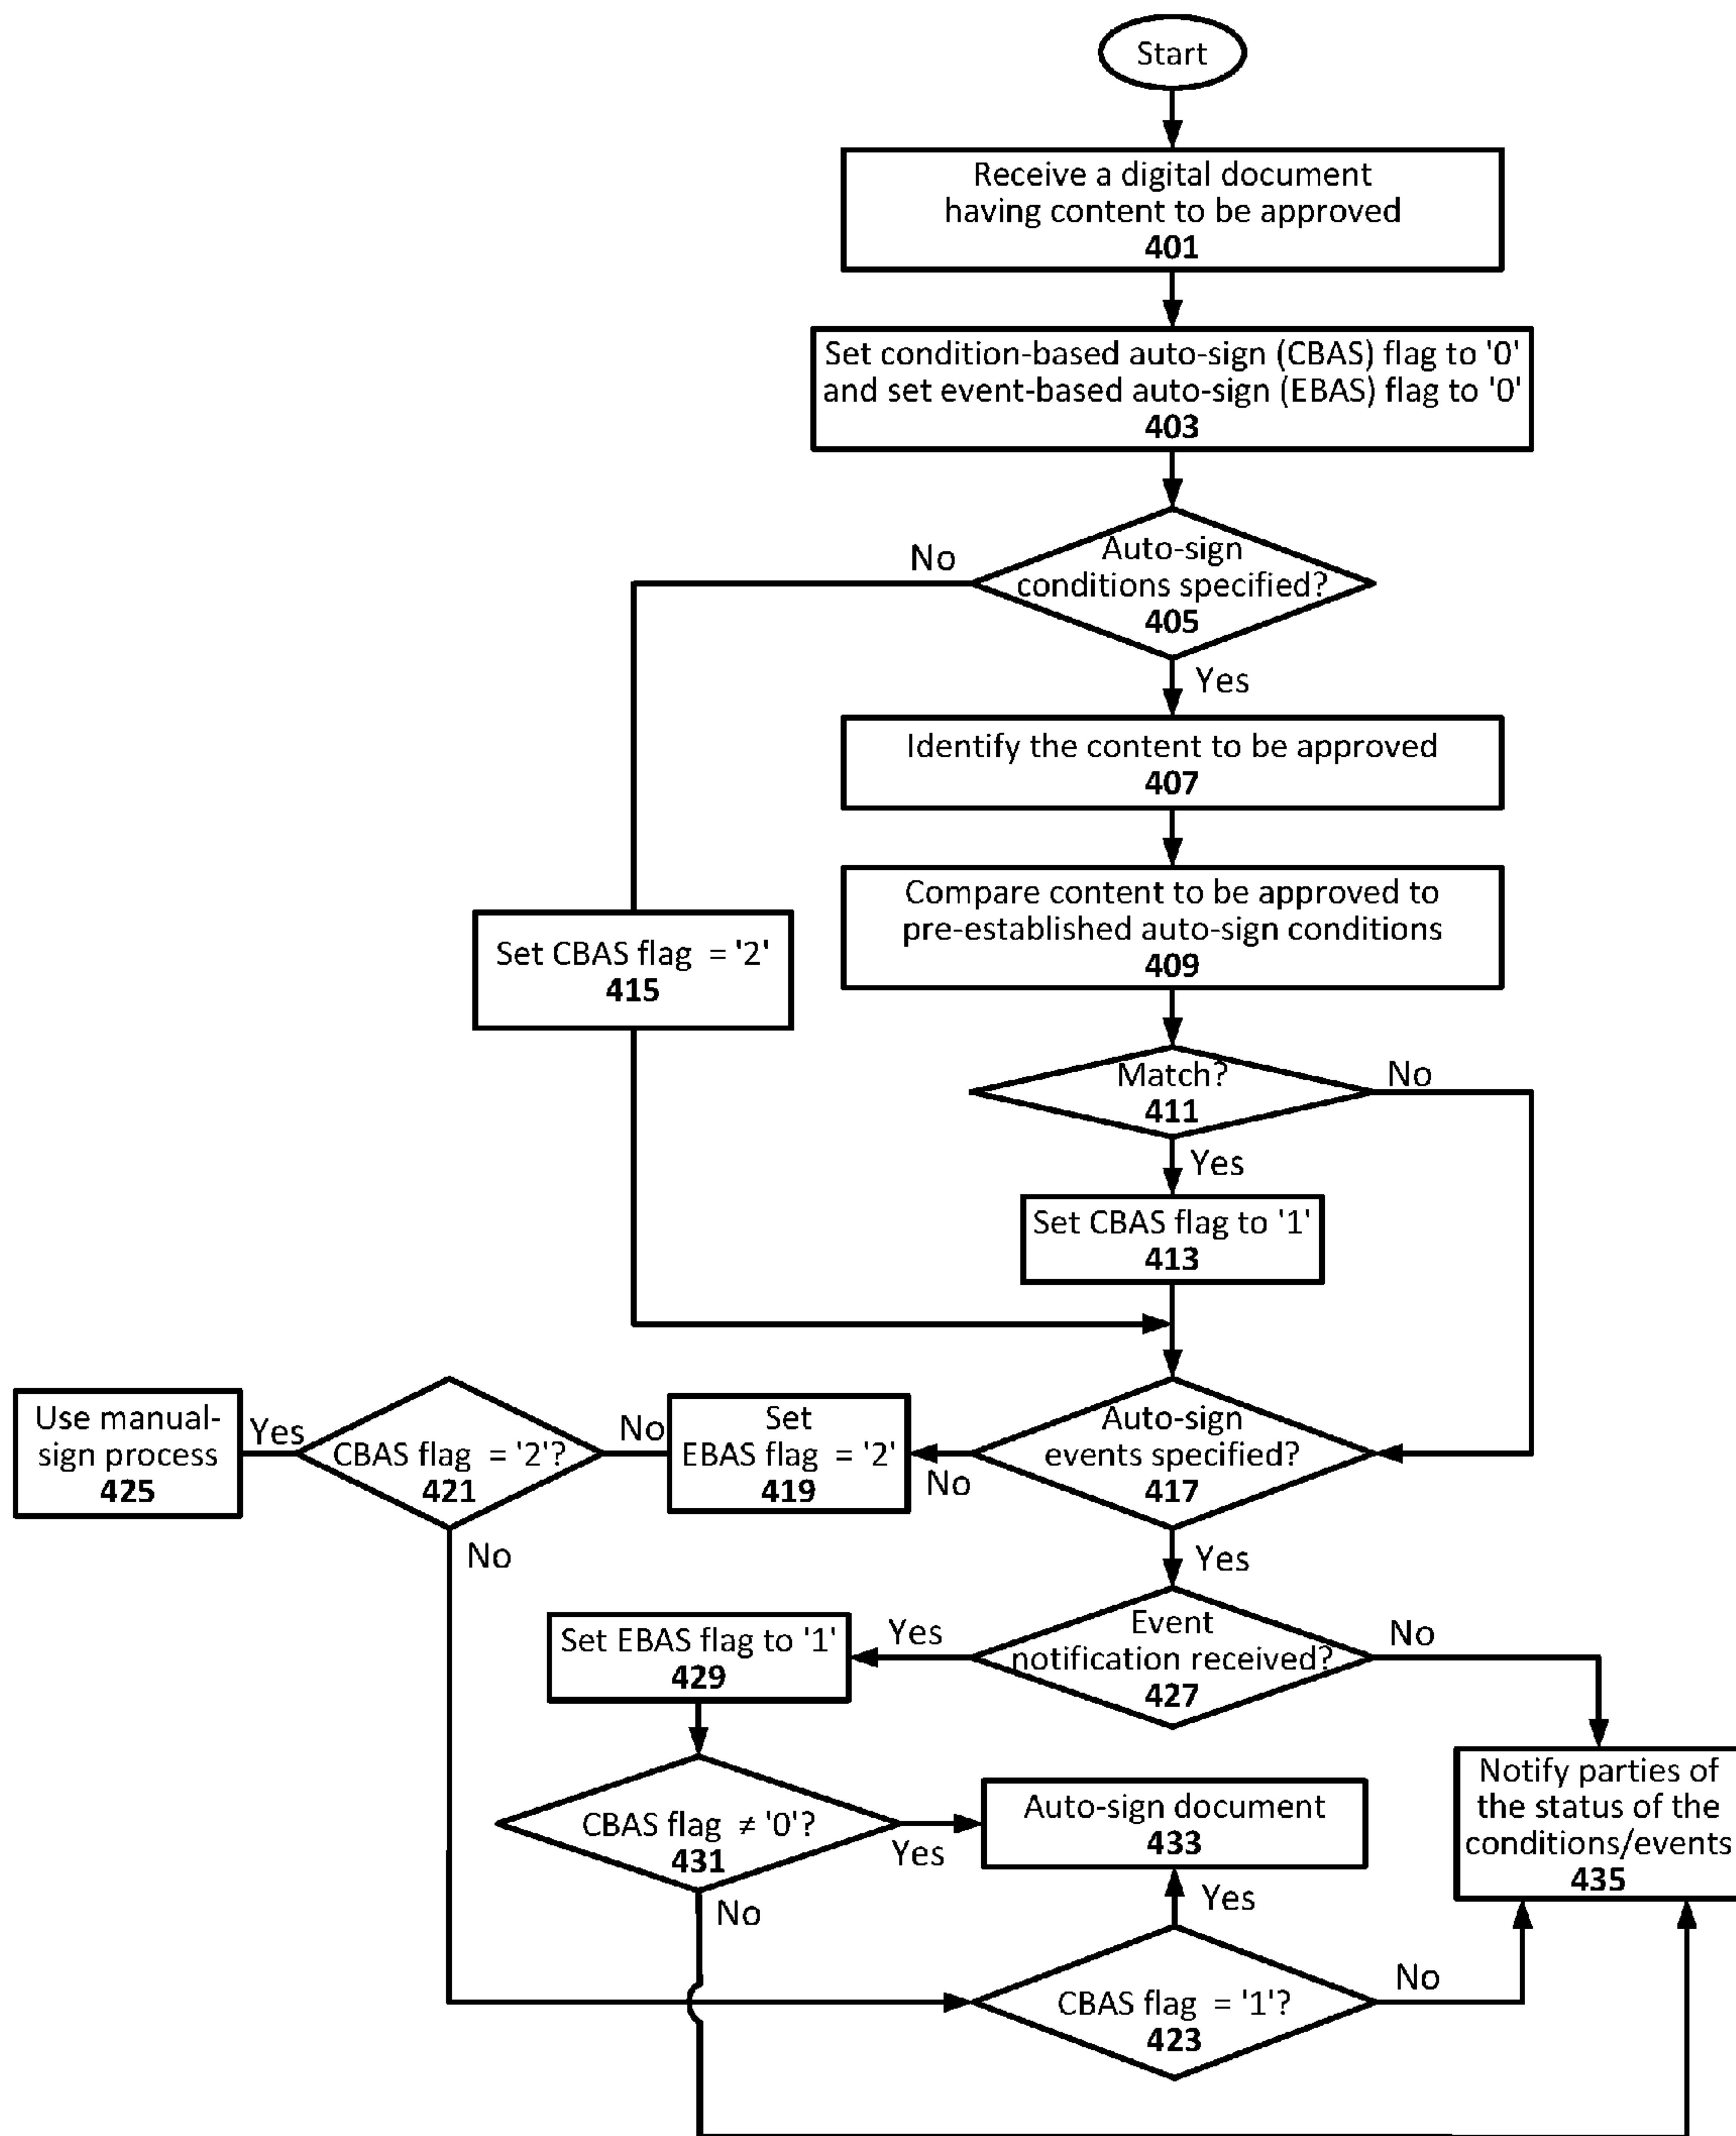 Start
Receive a digital document
having content to be approved
401
Set condition-based auto-sign (CBAS) flag to '0'
and set event-based auto-sign (EBAS) flag to '0'
403
No
Auto-sign
conditions specified?
405
Yes
Identify the content to be approved
407
Compare content to be approved to
pre-established auto-sign conditions
409
Set CBAS flag = '2'
415
Match?
411
No
Yes
Set CBAS flag to '1'
413
Use manual-
sign process
425
Yes
CBAS flag = '2'?
421
No
Set
EBAS flag = '2'
419
No
Auto-sign
events specified?
417
No
Yes
Set EBAS flag to '1'
429
Yes
Event
notification received?
427
No
CBAS flag ≠ '0'?
431
Yes
Auto-sign document
433
Notify parties of
the status of the
conditions/events
435
No
Yes
CBAS flag = '1'?
423
No